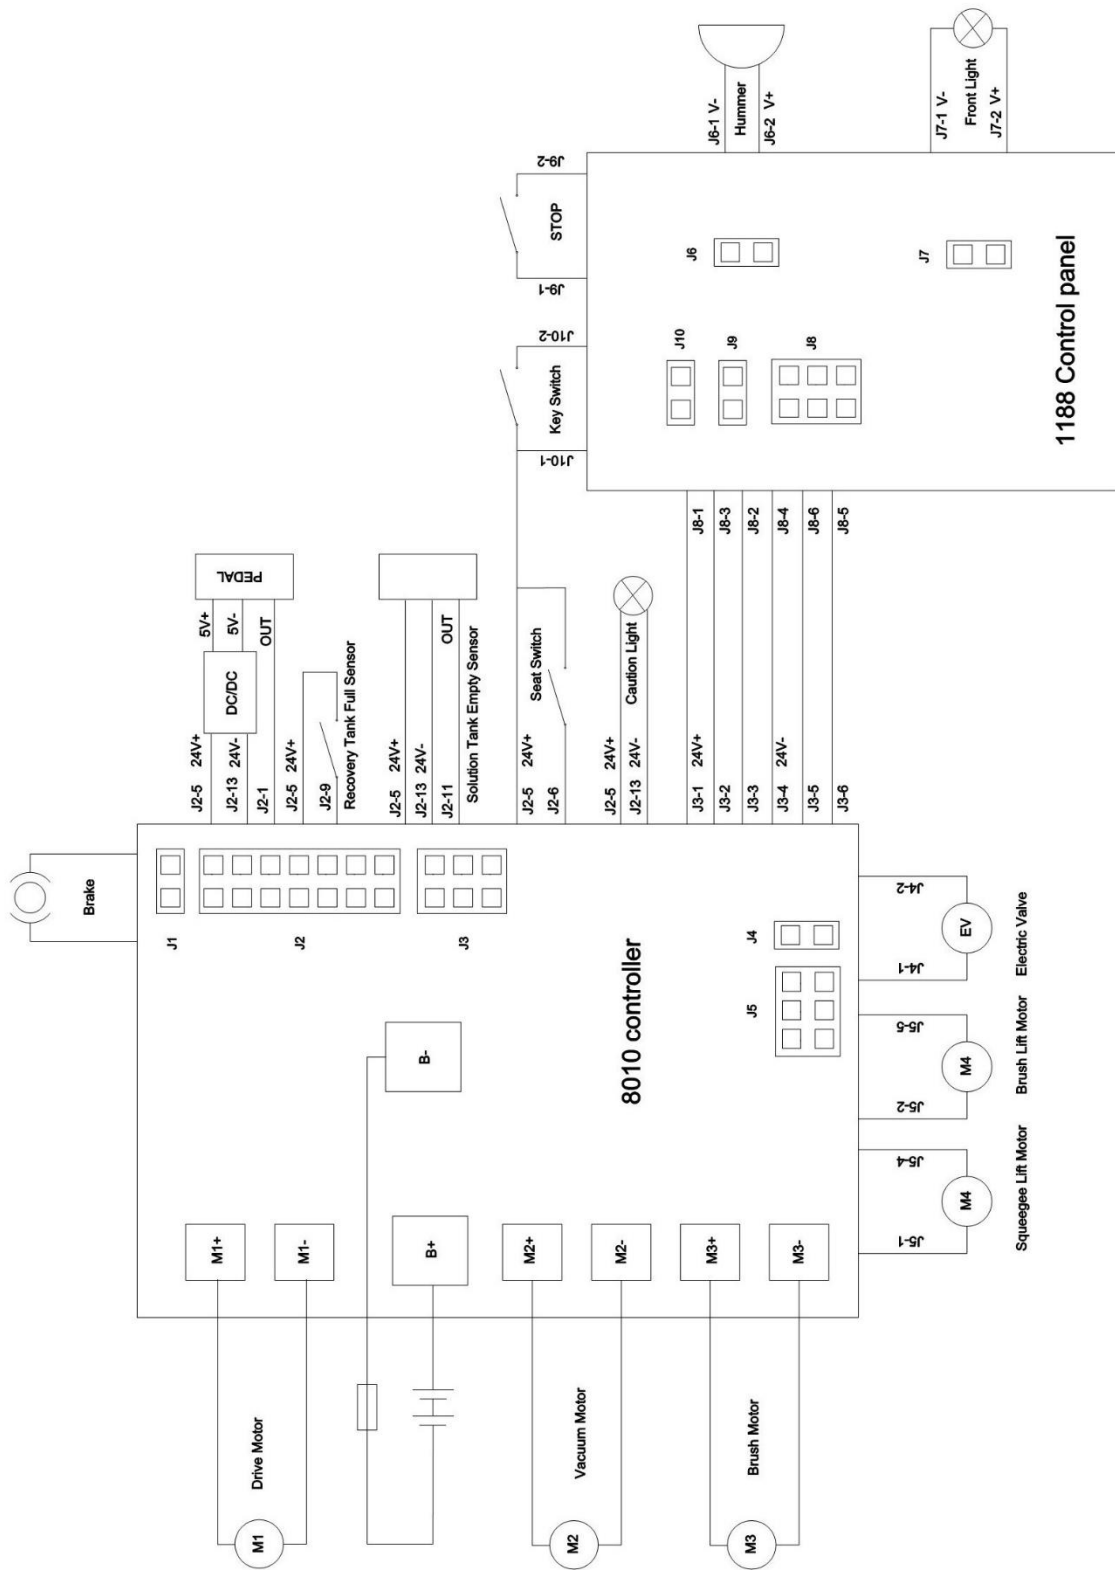 Brake
J1
J2
J3
J4
J5
8010 controller
B-
B+
M1+
M1-
M2+
M2-
M3+
M3-
Drive Motor
M1
Vacuum Motor
M2
Brush Motor
M3
J2-5 24V+
J2-13 24V-
J2-1
DC/DC
5V+
5V-
OUT
PEDAL
J2-5 24V+
J2-9
Recovery Tank Full Sensor
J2-5 24V+
J2-13 24V-
J2-11
OUT
Solution Tank Empty Sensor
J2-5 24V+
J2-6
Seat Switch
J2-5 24V+
J2-13 24V-
Caution Light
J3-1 24V+
J3-2
J3-3
J3-4 24V-
J3-5
J3-6
J8-1
J8-3
J8-2
J8-4
J8-6
J8-5
J10-1
Key Switch
J10-2
J9-1
STOP
J9-2
J6-1 V-
Hummer
J6-2 V+
J7-1 V-
Front Light
J7-2 V+
J10
J9
J8
J6
J7
1188 Control panel
J5-1
J5-4
M4
Squeegee Lift Motor
J5-2
J5-5
M4
Brush Lift Motor
J4-1
J4-2
EV
Electric Valve